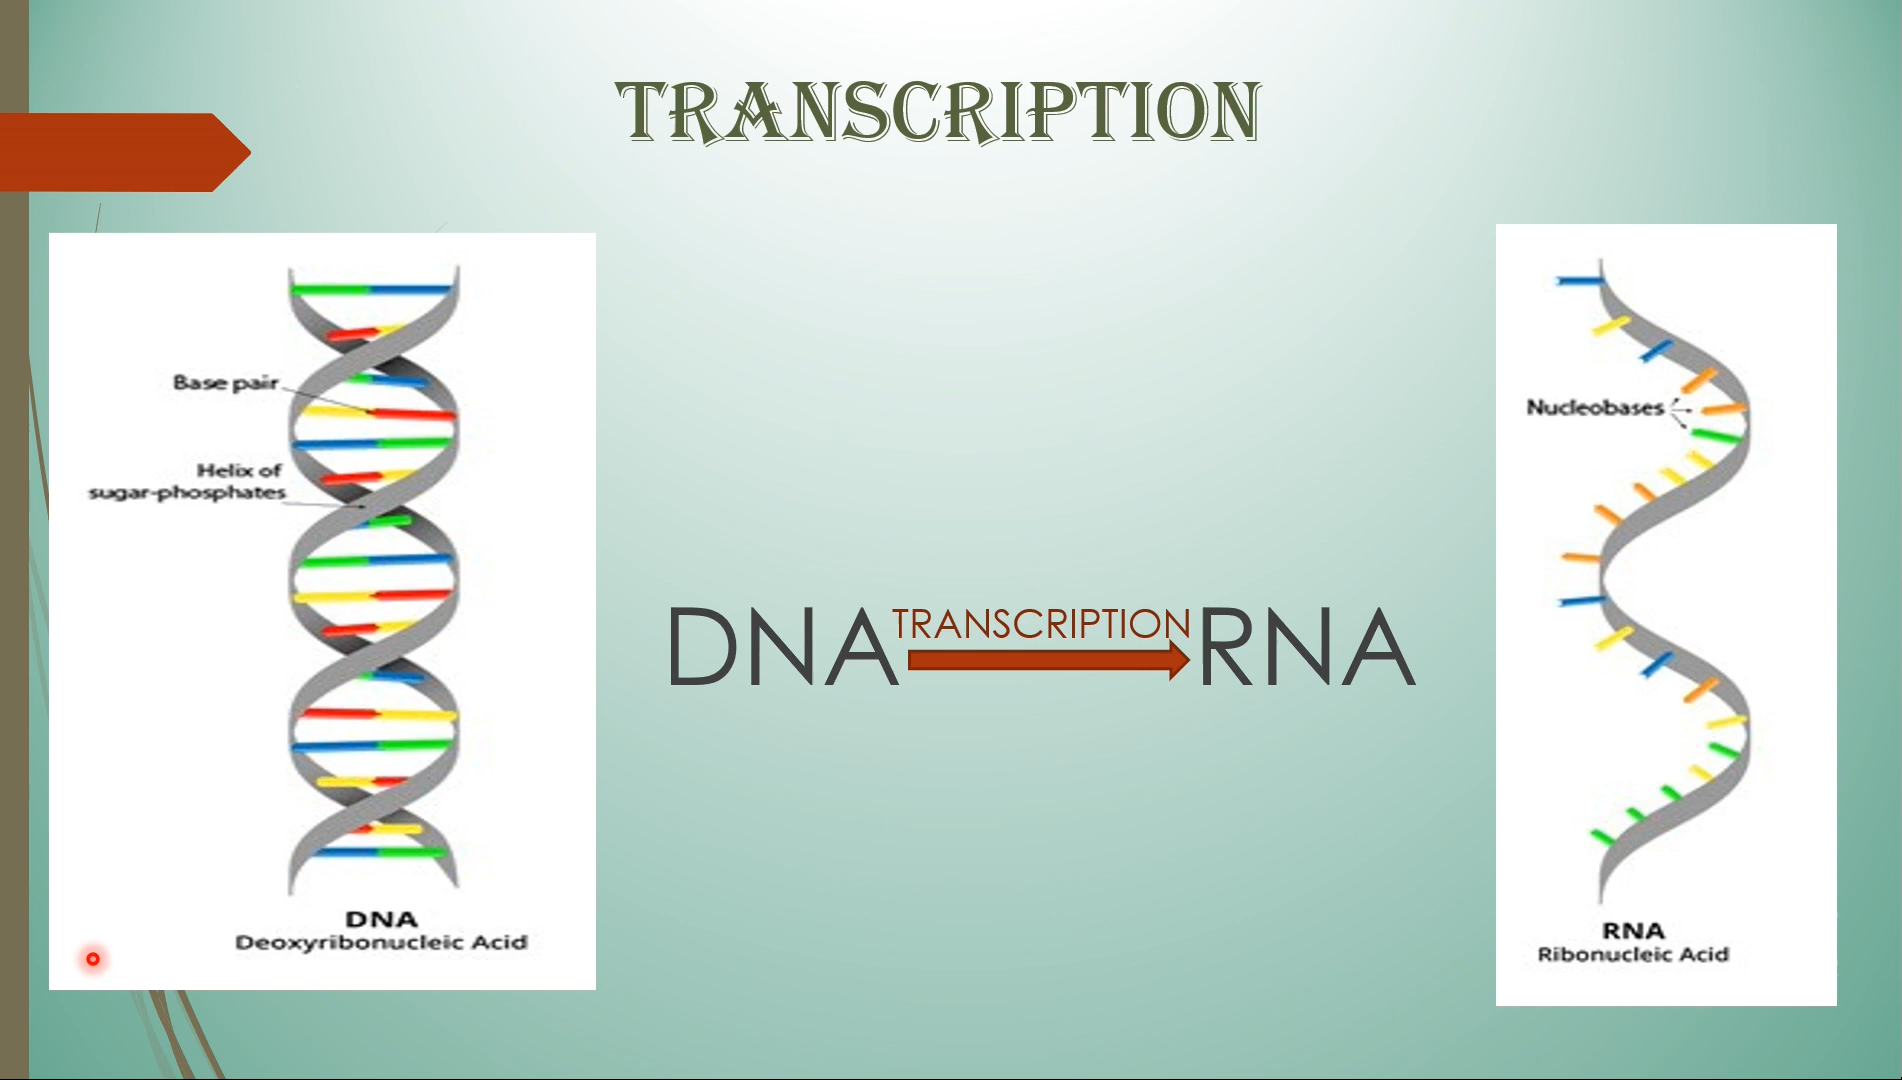 TRANSCRIPTION
Base pair
Helix of
sugar-phosphates
DNA
Deoxyribonucleic Acid
DNA TRANSCRIPTION RNA
Nucleobases
RNA
Ribonucleic Acid